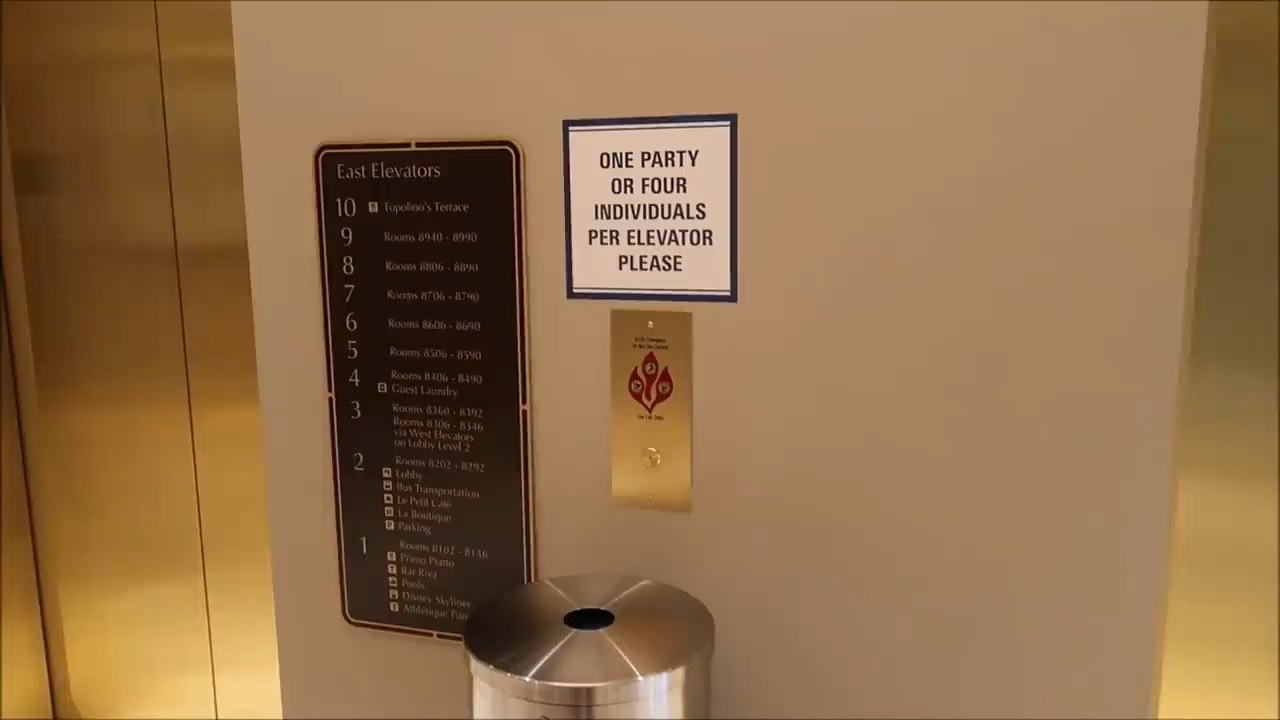 East Elevators
10 Topolino's Terrace
9 Rooms 8940 - 8990
8 Rooms 8806 - 8890
7 Rooms 8706 - 8790
6 Rooms 8606 - 8690
5 Rooms 8506 - 8590
4 Rooms 8406 - 8490
Guest Laundry
3 Rooms 8360 - 8392
Rooms 8306 - 8346
via West Elevators
on Lobby Level 2
2 Rooms 8202 - 8292
Lobby
Bus Transportation
Le Petit Café
La Boutique
P Parking
1 Rooms 8102 - 8136
Primo Piatto
Bar Riva
Pools
Disney Skyliner
Athlétique
ONE PARTY
OR FOUR
INDIVIDUALS
PER ELEVATOR
PLEASE